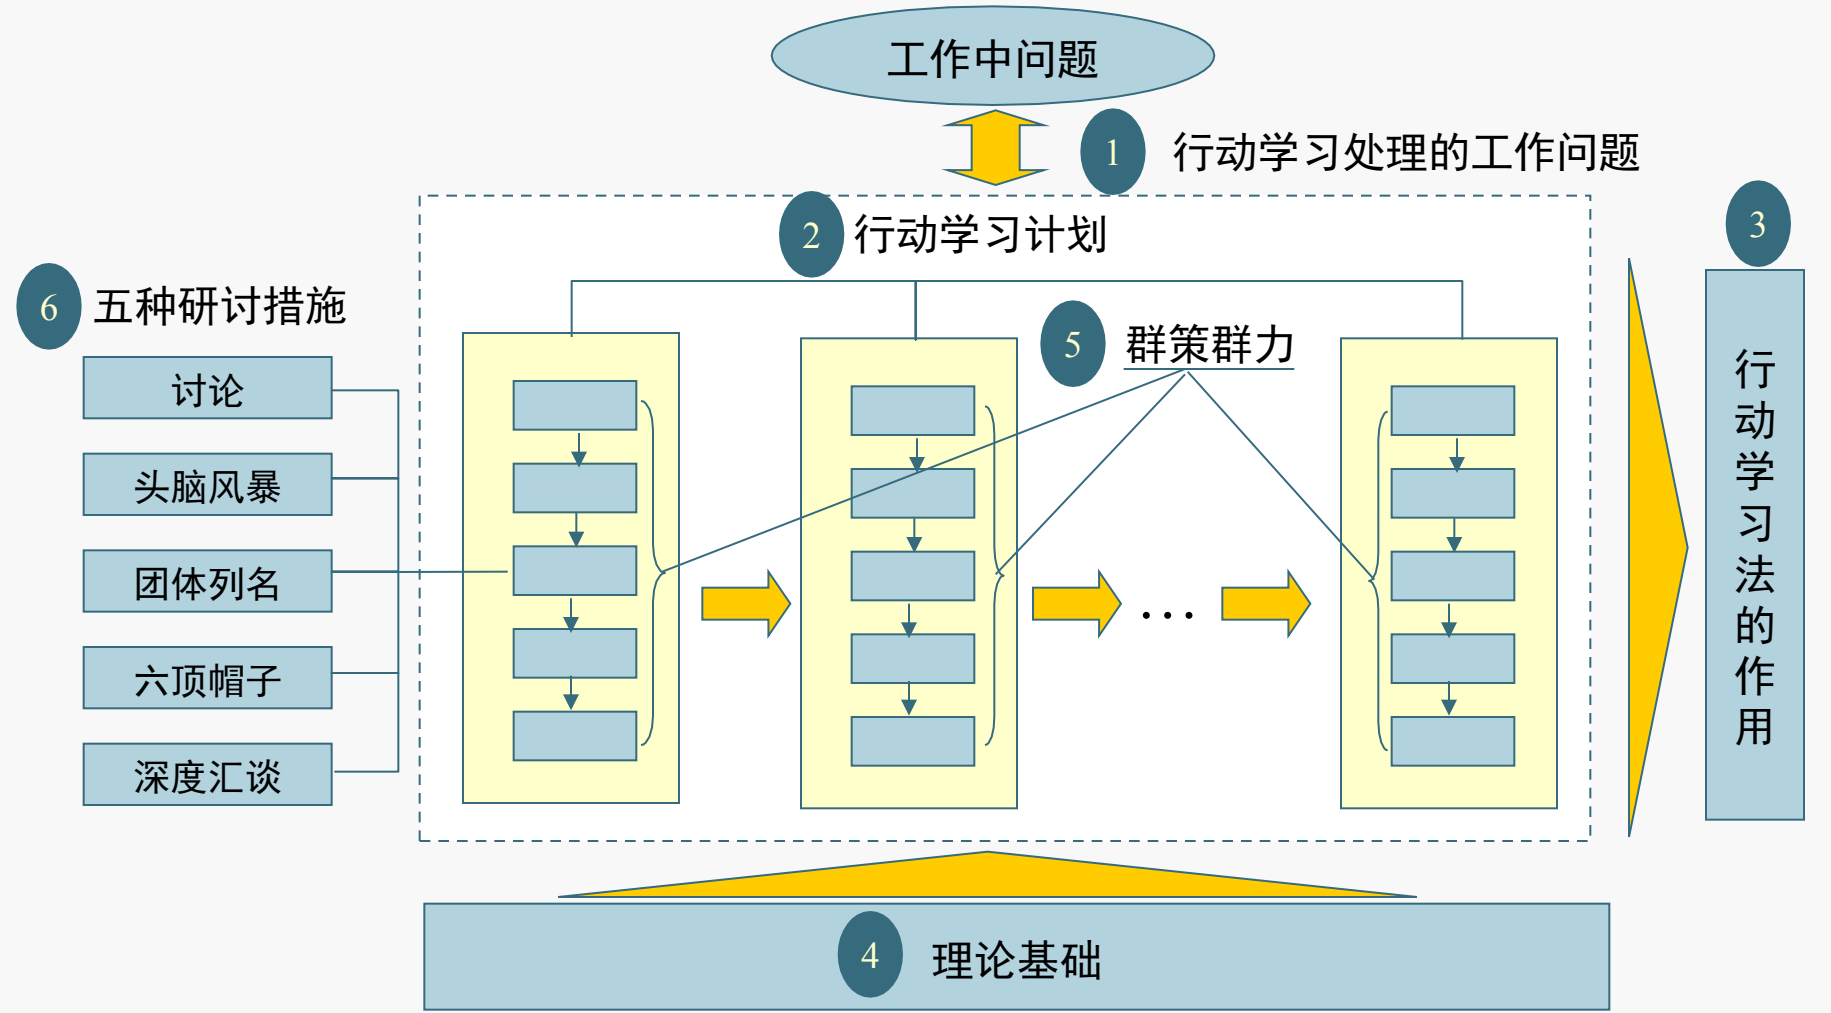 工作中问题
1 行动学习处理的工作问题
2 行动学习计划
3
行动学习法的作用
6 五种研讨措施
5 群策群力
讨论
头脑风暴
团体列名
六顶帽子
深度汇谈
…
4 理论基础